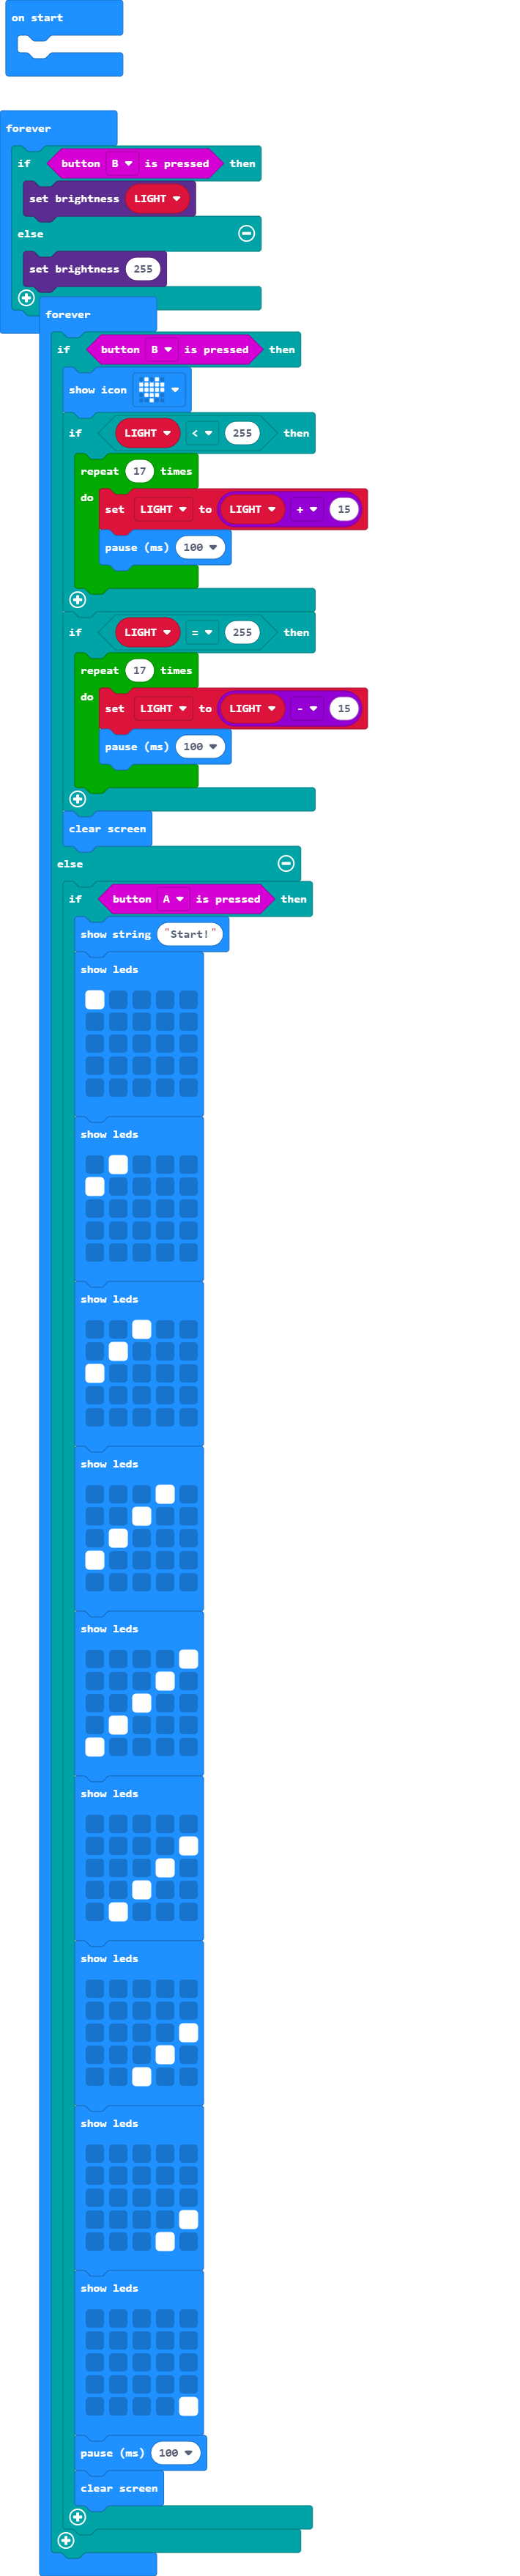 on start
forever
if button B is pressed then
set brightness LIGHT
else
set brightness 255
forever
if button B is pressed then
show icon
if LIGHT < 255 then
repeat 17 times
do set LIGHT to LIGHT + 15
pause (ms) 100
if LIGHT = 255 then
repeat 17 times
do set LIGHT to LIGHT - 15
pause (ms) 100
clear screen
else
if button A is pressed then
show string "Start!"
show leds
show leds
show leds
show leds
show leds
show leds
show leds
show leds
show leds
pause (ms) 100
clear screen